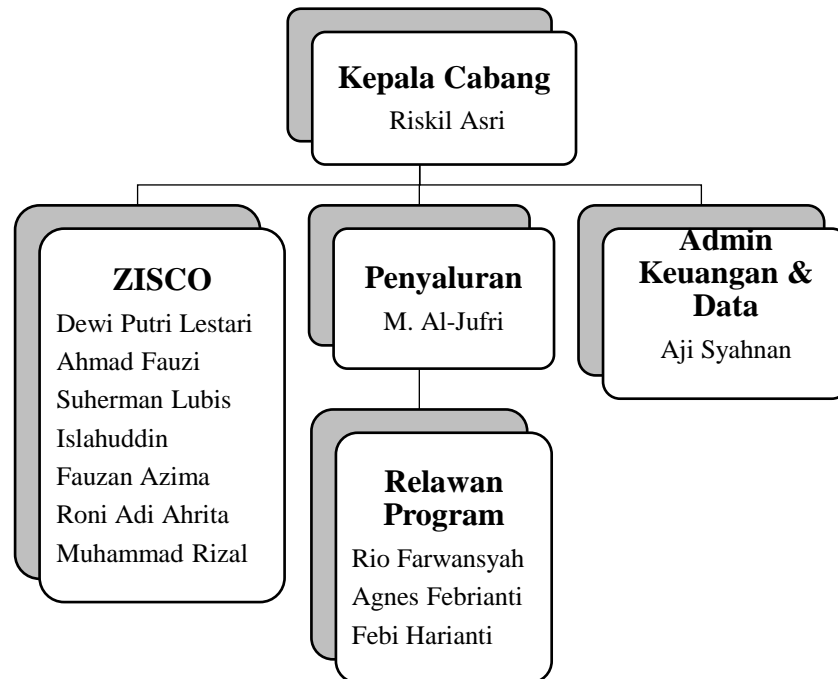 Kepala Cabang
Riskil Asri
ZISCO
Dewi Putri Lestari
Ahmad Fauzi
Suherman Lubis
Islahuddin
Fauzan Azima
Roni Adi Ahrita
Muhammad Rizal
Penyaluran
M. Al-Jufri
Relawan
Program
Rio Farwansyah
Agnes Febrianti
Febi Harianti
Admin
Keuangan &
Data
Aji Syahnan